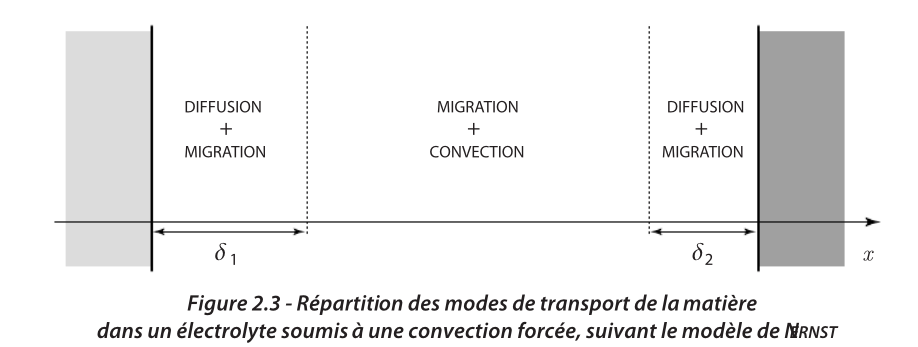 DIFFUSION
+
MIGRATION
MIGRATION
+
CONVECTION
DIFFUSION
+
MIGRATION
δ1
δ2
x
Figure 2.3 - Répartition des modes de transport de la matière
dans un électrolyte soumis à une convection forcée, suivant le modèle de NERNST